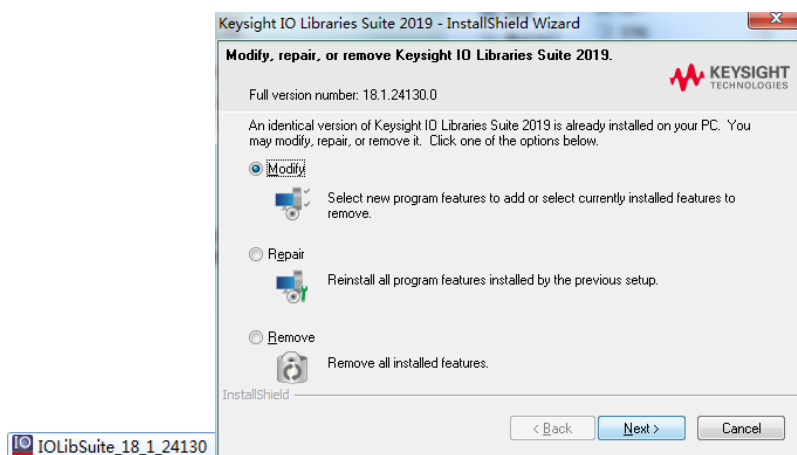 Keysight IO Libraries Suite 2019 - InstallShield Wizard
Modify, repair, or remove Keysight IO Libraries Suite 2019.
KEYSIGHT
TECHNOLOGIES
Full version number: 18.1.24130.0
An identical version of Keysight IO Libraries Suite 2019 is already installed on your PC. You
may modify, repair, or remove it. Click one of the options below.
Modify
Select new program features to add or select currently installed features to
remove.
Repair
Reinstall all program features installed by the previous setup.
Remove
Remove all installed features.
InstallShield
< Back
Next >
Cancel
IO IOLibSuite_18_1_24130